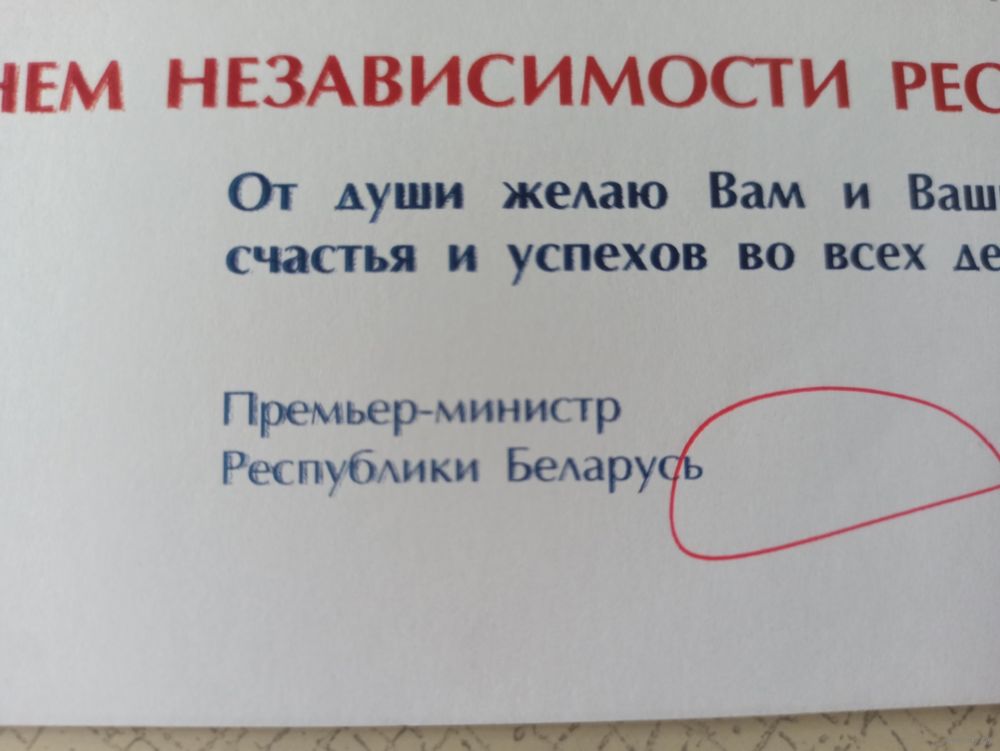 НЕМ НЕЗАВИСИМОСТИ РЕС
От души желаю Вам и Ваш
счастья и успехов во всех де
Премьер-министр
Республики Беларусь